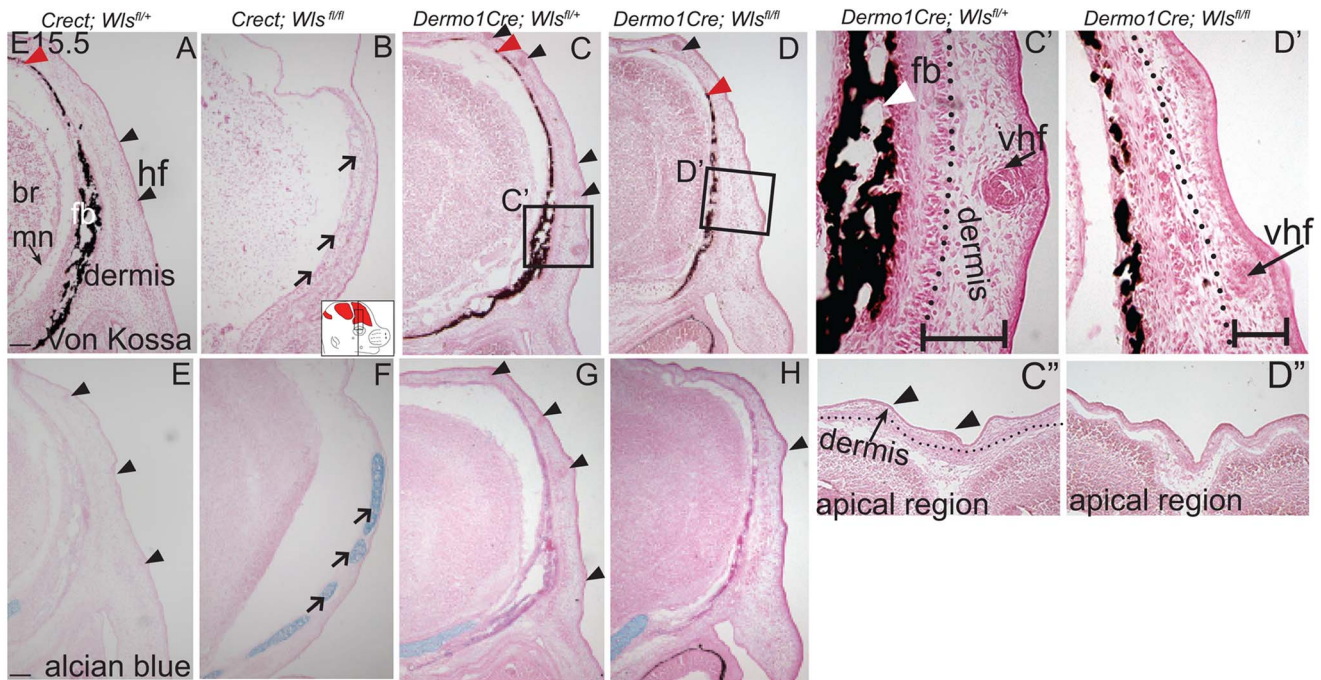 Crect; Wls fl/+
Crect; Wls fl/fl
Dermo1Cre; Wls fl/+
Dermo1Cre; Wls fl/fl
Dermo1Cre; Wls fl/+
Dermo1Cre; Wls fl/fl
E15.5
A
hf
br
fb
mn
dermis
Von Kossa
B
C
C'
D
D'
C'
fb
vhf
dermis
D'
vhf
E
alcian blue
F
G
H
C"
dermis
apical region
D"
apical region